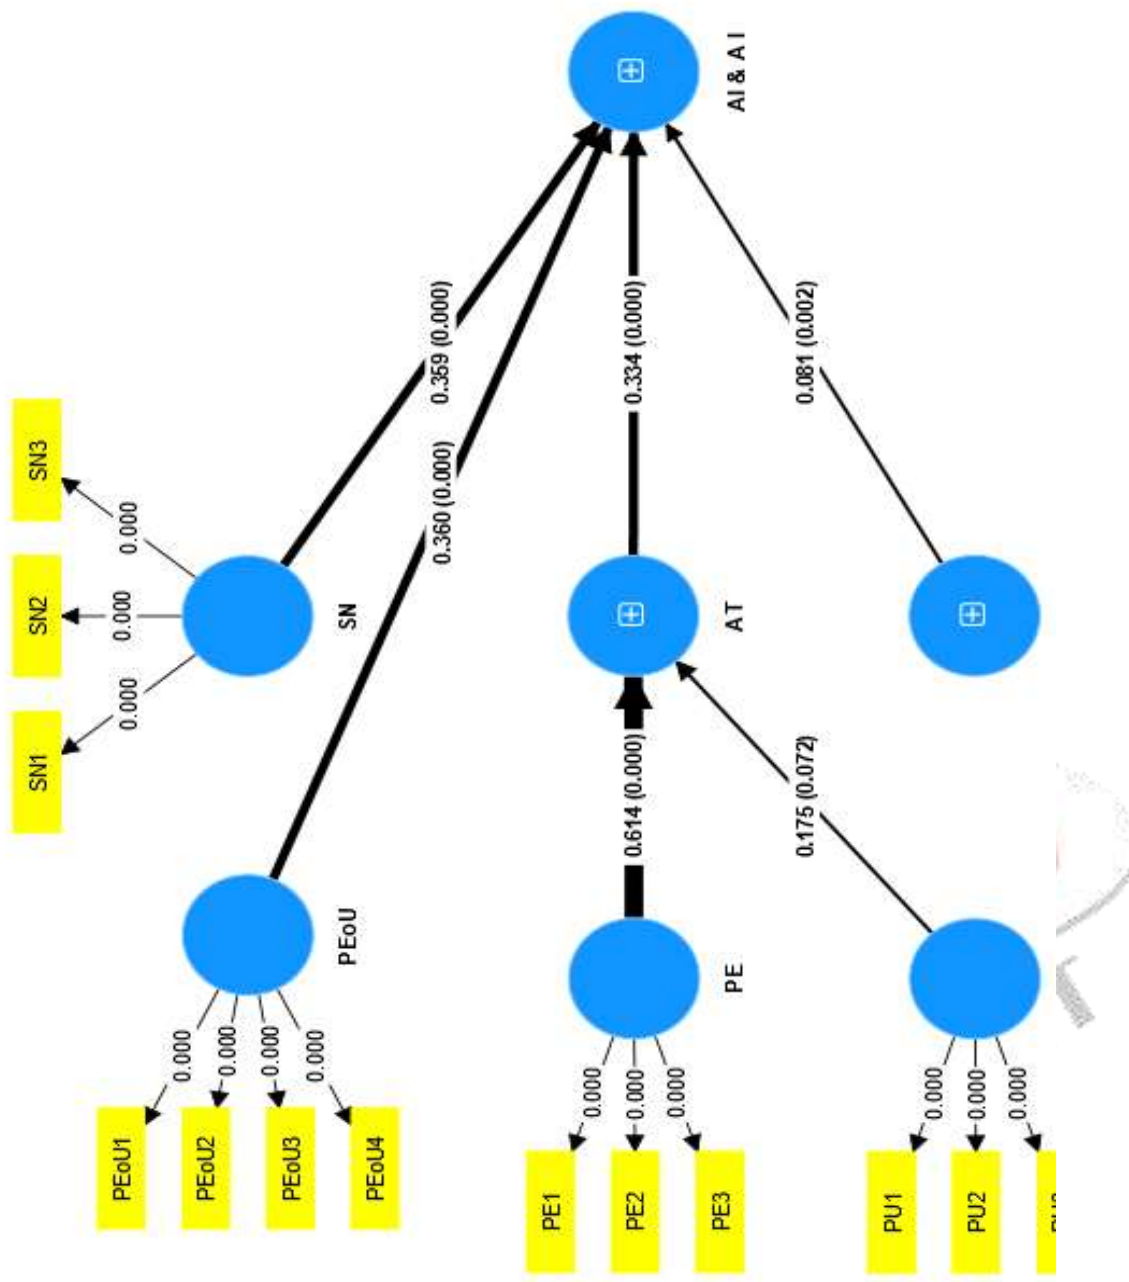 SN1
SN2
SN3
0.000
0.000
0.000
SN
PEoU1
PEoU2
PEoU3
PEoU4
0.000
0.000
0.000
0.000
PEoU
0.359 (0.000)
0.360 (0.000)
AI & A I
PE1
PE2
PE3
0.000
0.000
0.000
PE
0.614 (0.000)
AT
0.334 (0.000)
0.175 (0.072)
0.081 (0.002)
PU1
PU2
0.000
0.000
0.000